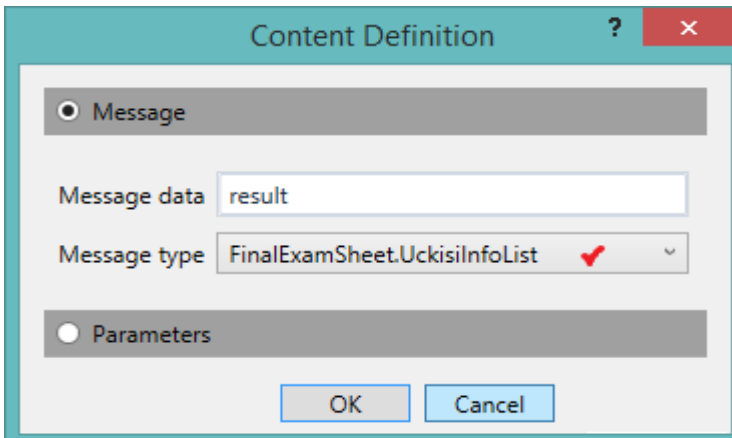 Content Definition
?
×
Message
Message data result
Message type FinalExamSheet.UckisiInfoList
Parameters
OK Cancel